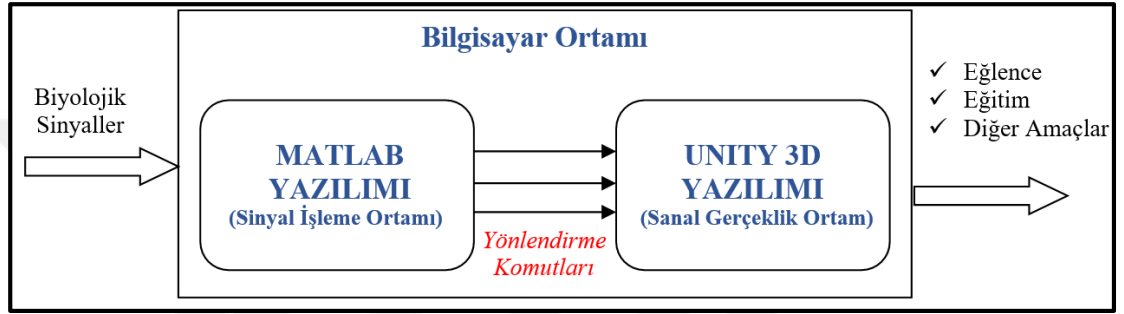 Bilgisayar Ortamı
Biyolojik
Sinyaller
MATLAB
YAZILIMI
(Sinyal İşleme Ortamı)
Yönlendirme
Komutları
UNITY 3D
YAZILIMI
(Sanal Gerçeklik Ortam)
✓ Eğlence
✓ Eğitim
✓ Diğer Amaçlar